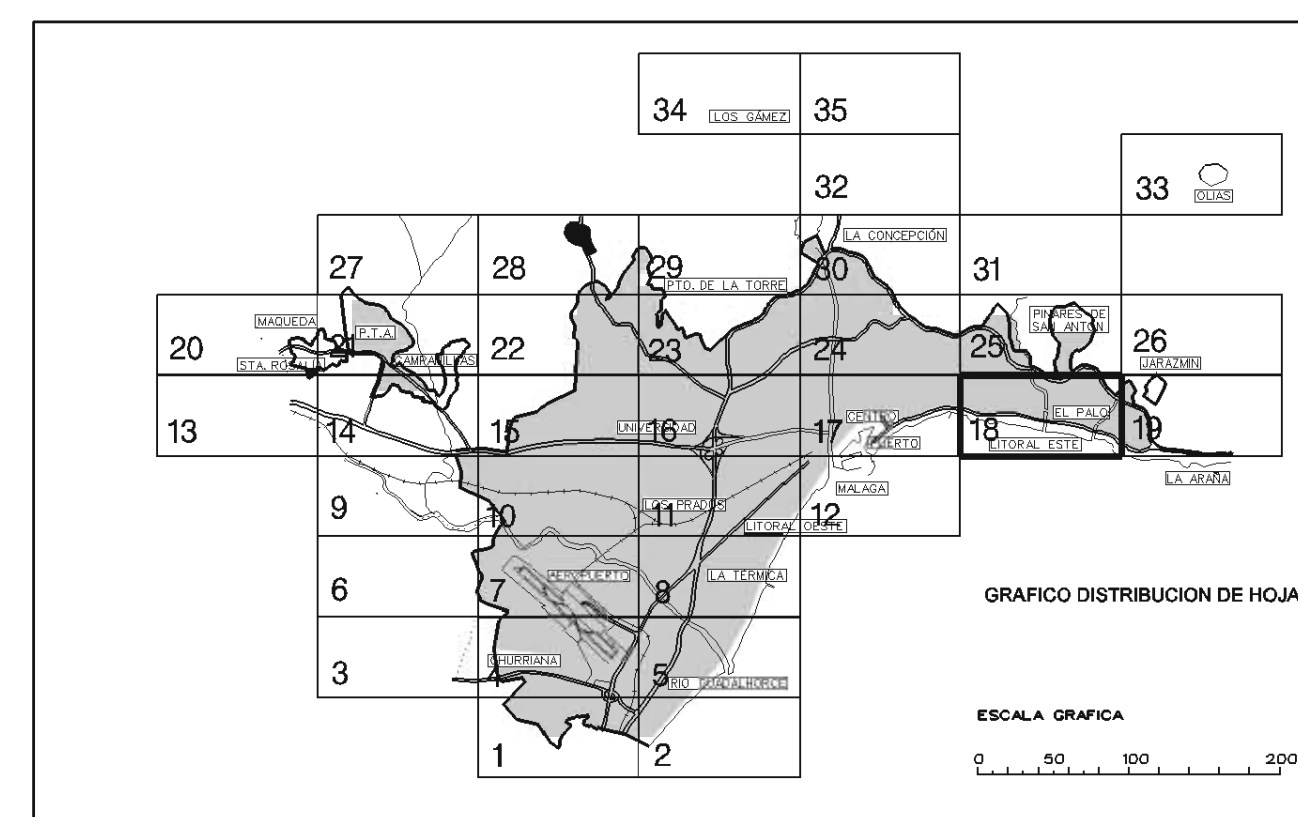 34 LOS GÁMEZ 35
32
33 OLIAS
LA CONCEPCIÓN
27 28 29 30 31
PTO. DE LA TORRE
MAQUEDA
P.T.A.
PINARES DE
SAN ANTÓN
20 STA. ROSALIA CAMPANILLAS 22 23 24 25 26
JARAZMIN
CENTRO
EL PALO
13 14 15 UNIVERSIDAD 16 17 PUERTO 18 LITORAL ESTE 19
LA ARAÑA
MALAGA
9 10 LOS PRADOS 11 LITORAL OESTE 12
6 7 AEROPUERTO 8 LA TÉRMICA
GRAFICO DISTRIBUCION DE HOJA
CHURRIANA
3 5 RIO GUADALHORCE
ESCALA GRAFICA
1 2
0 50 100 200